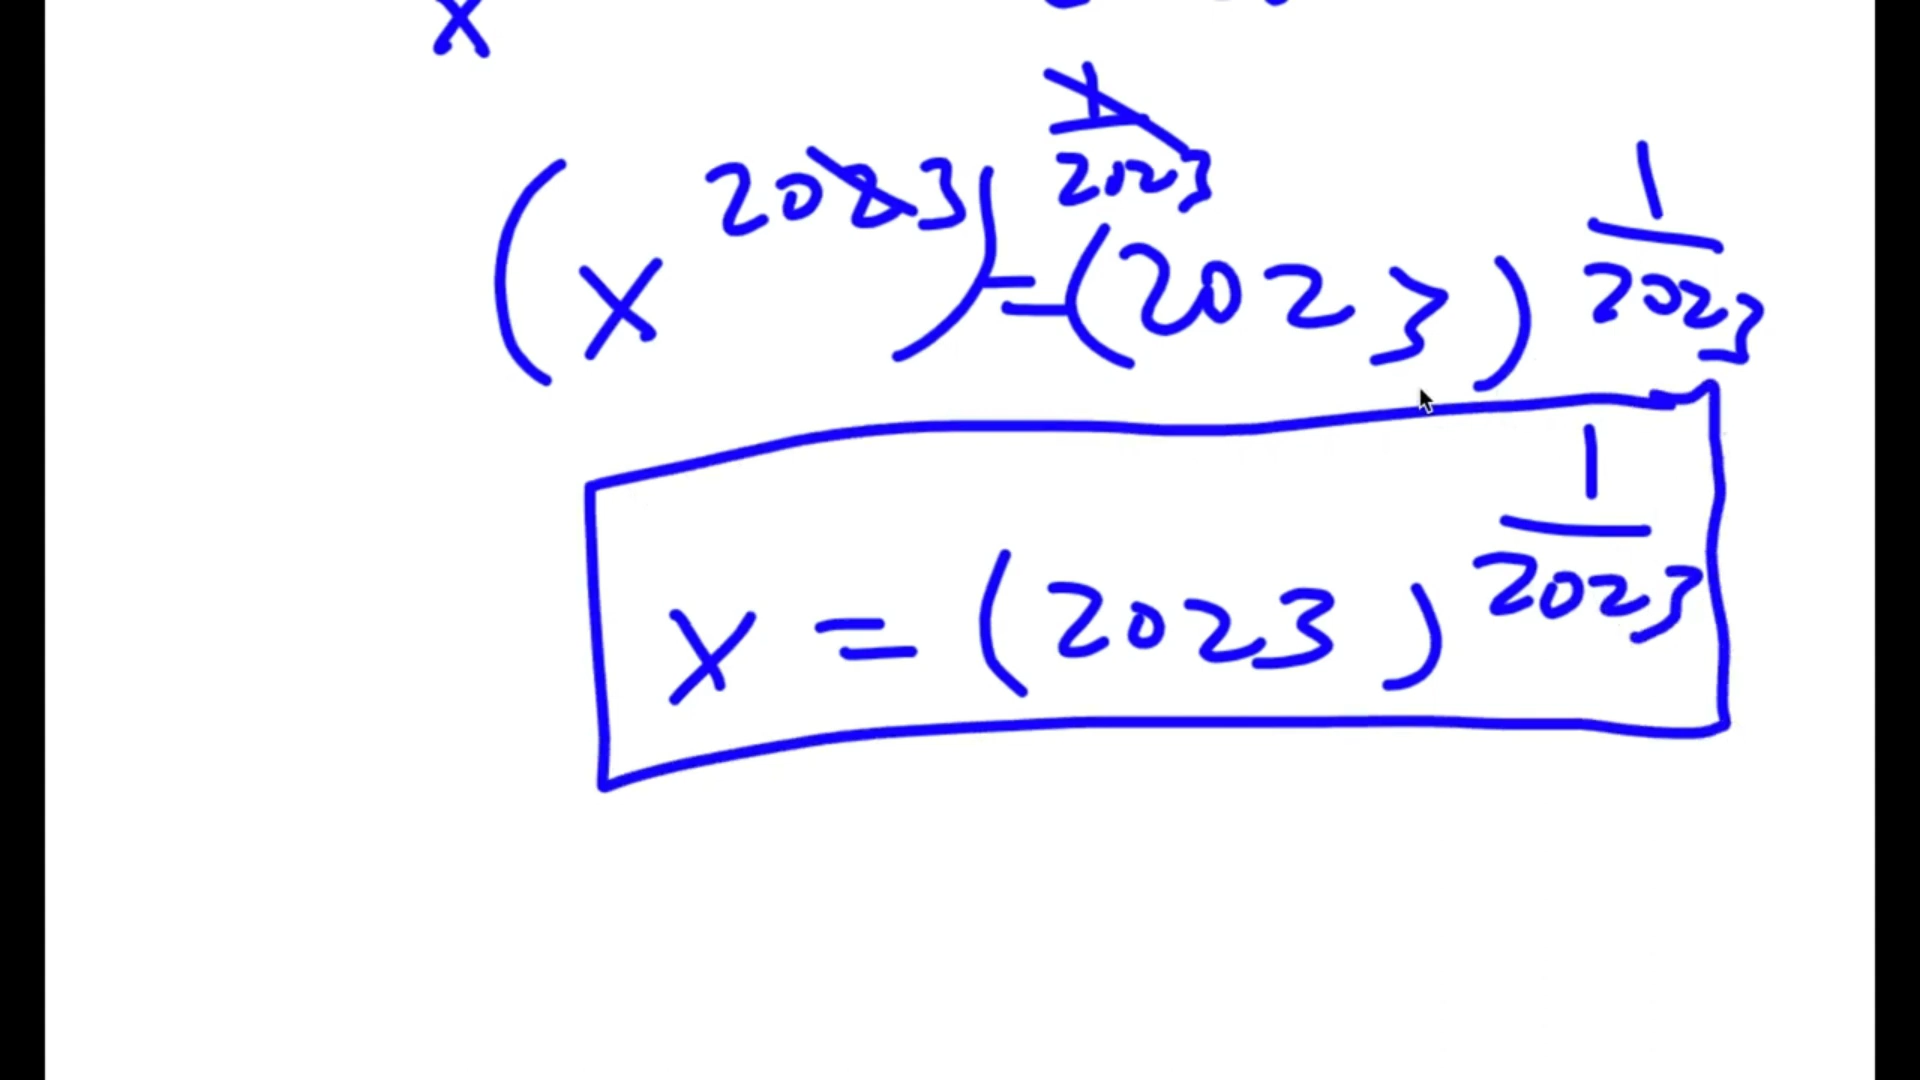 x
(x^2023)^(1/2023) = (2023)^(1/2023)
x = (2023)^(1/2023)